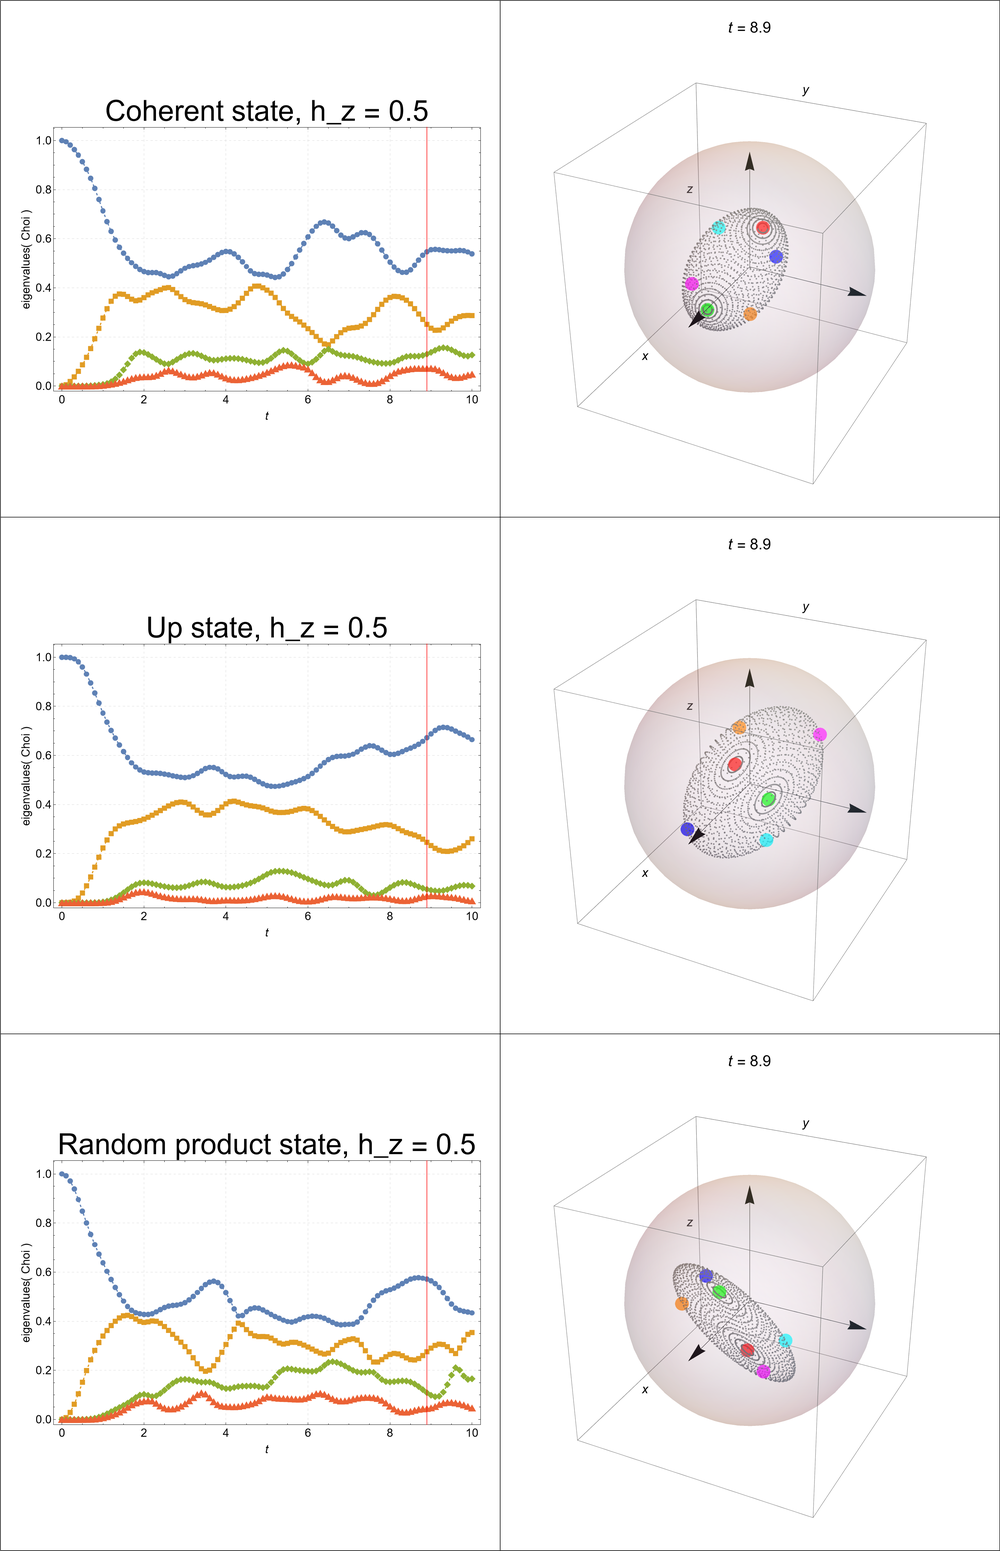 t = 8.9
Coherent state, h_z = 0.5
y
z
x
eigenvalues( Choi )
1.0
0.8
0.6
0.4
0.2
0.0
0 2 4 6 8 10
t
t = 8.9
Up state, h_z = 0.5
y
z
x
eigenvalues( Choi )
1.0
0.8
0.6
0.4
0.2
0.0
0 2 4 6 8 10
t
t = 8.9
Random product state, h_z = 0.5
y
z
x
eigenvalues( Choi )
1.0
0.8
0.6
0.4
0.2
0.0
0 2 4 6 8 10
t